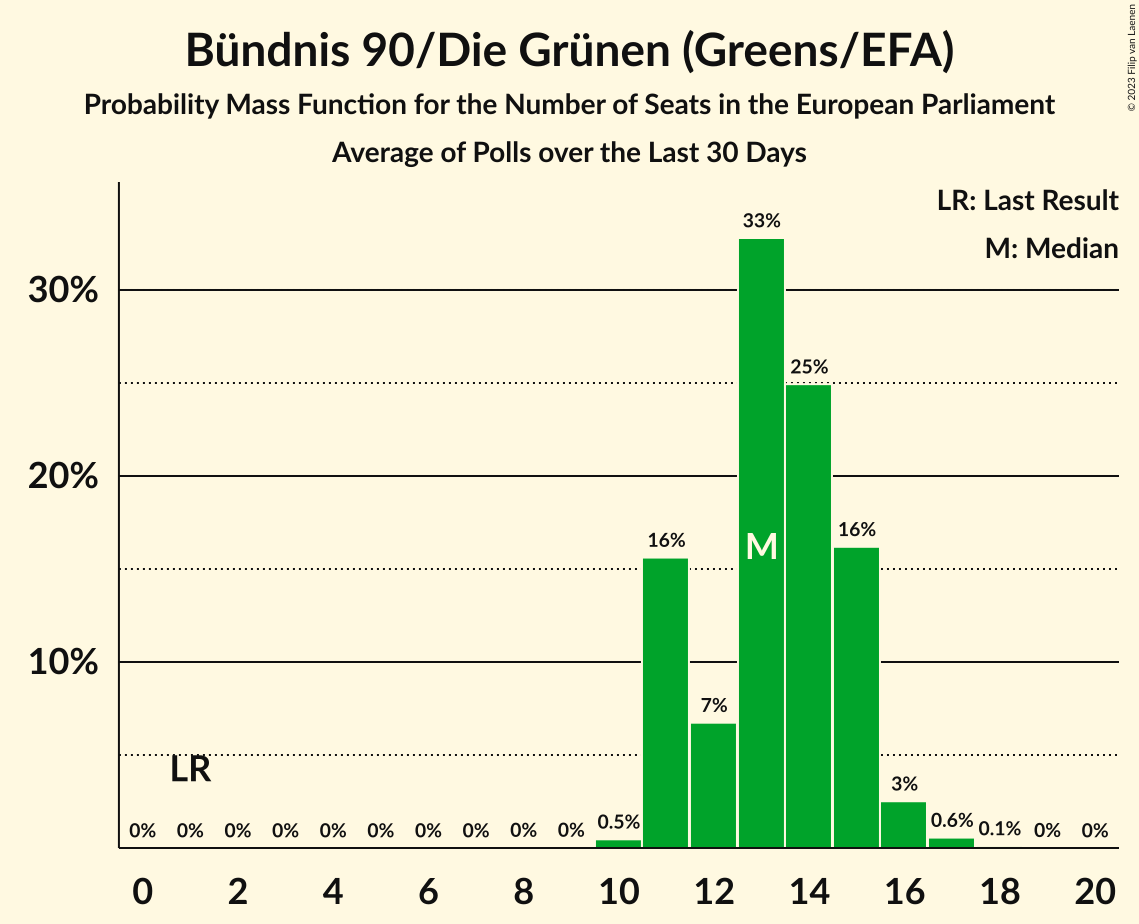 Bündnis 90/Die Grünen (Greens/EFA)
Probability Mass Function for the Number of Seats in the European Parliament
Average of Polls over the Last 30 Days
© 2023 Filip van Laenen
LR: Last Result
M: Median
33%
30%
25%
20%
16%
16%
M
10%
7%
LR
3%
0% 0% 0% 0% 0% 0% 0% 0% 0% 0% 0.5% 0.6% 0.1% 0% 0%
0 2 4 6 8 10 12 14 16 18 20